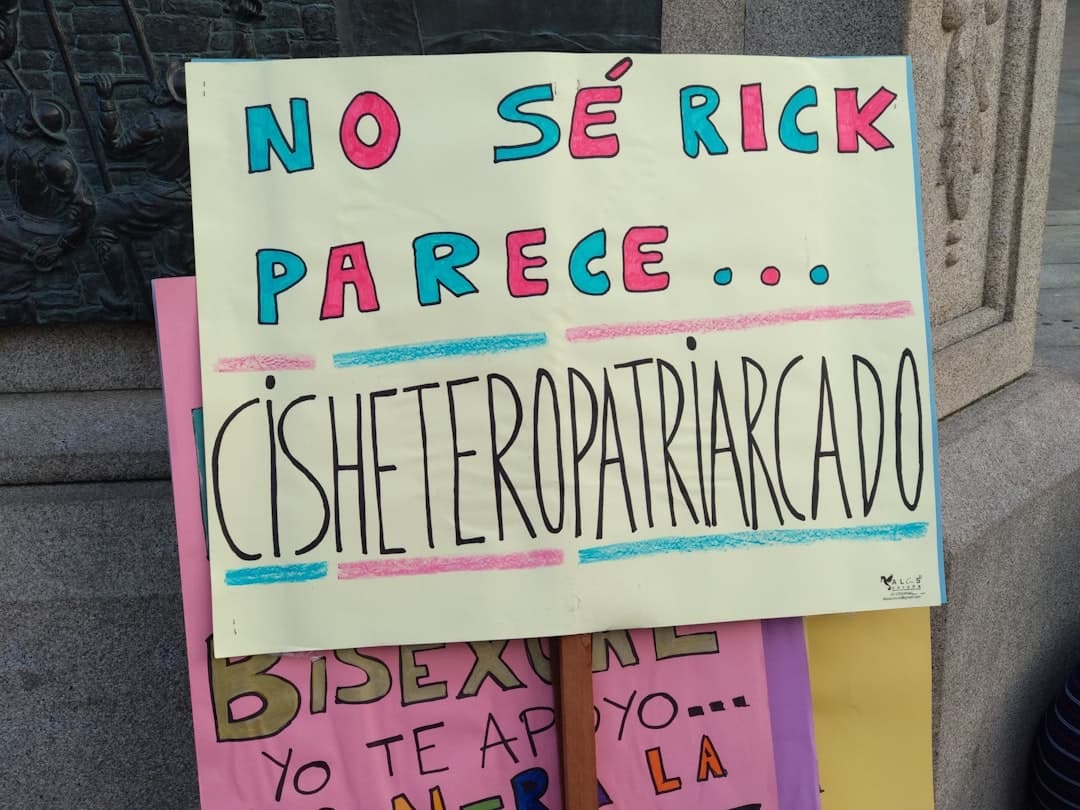 NO SÉ RICK
PARECE...
CISHETEROPATRIARCADO
BISEXUAL
YO TE APOYO...
LA